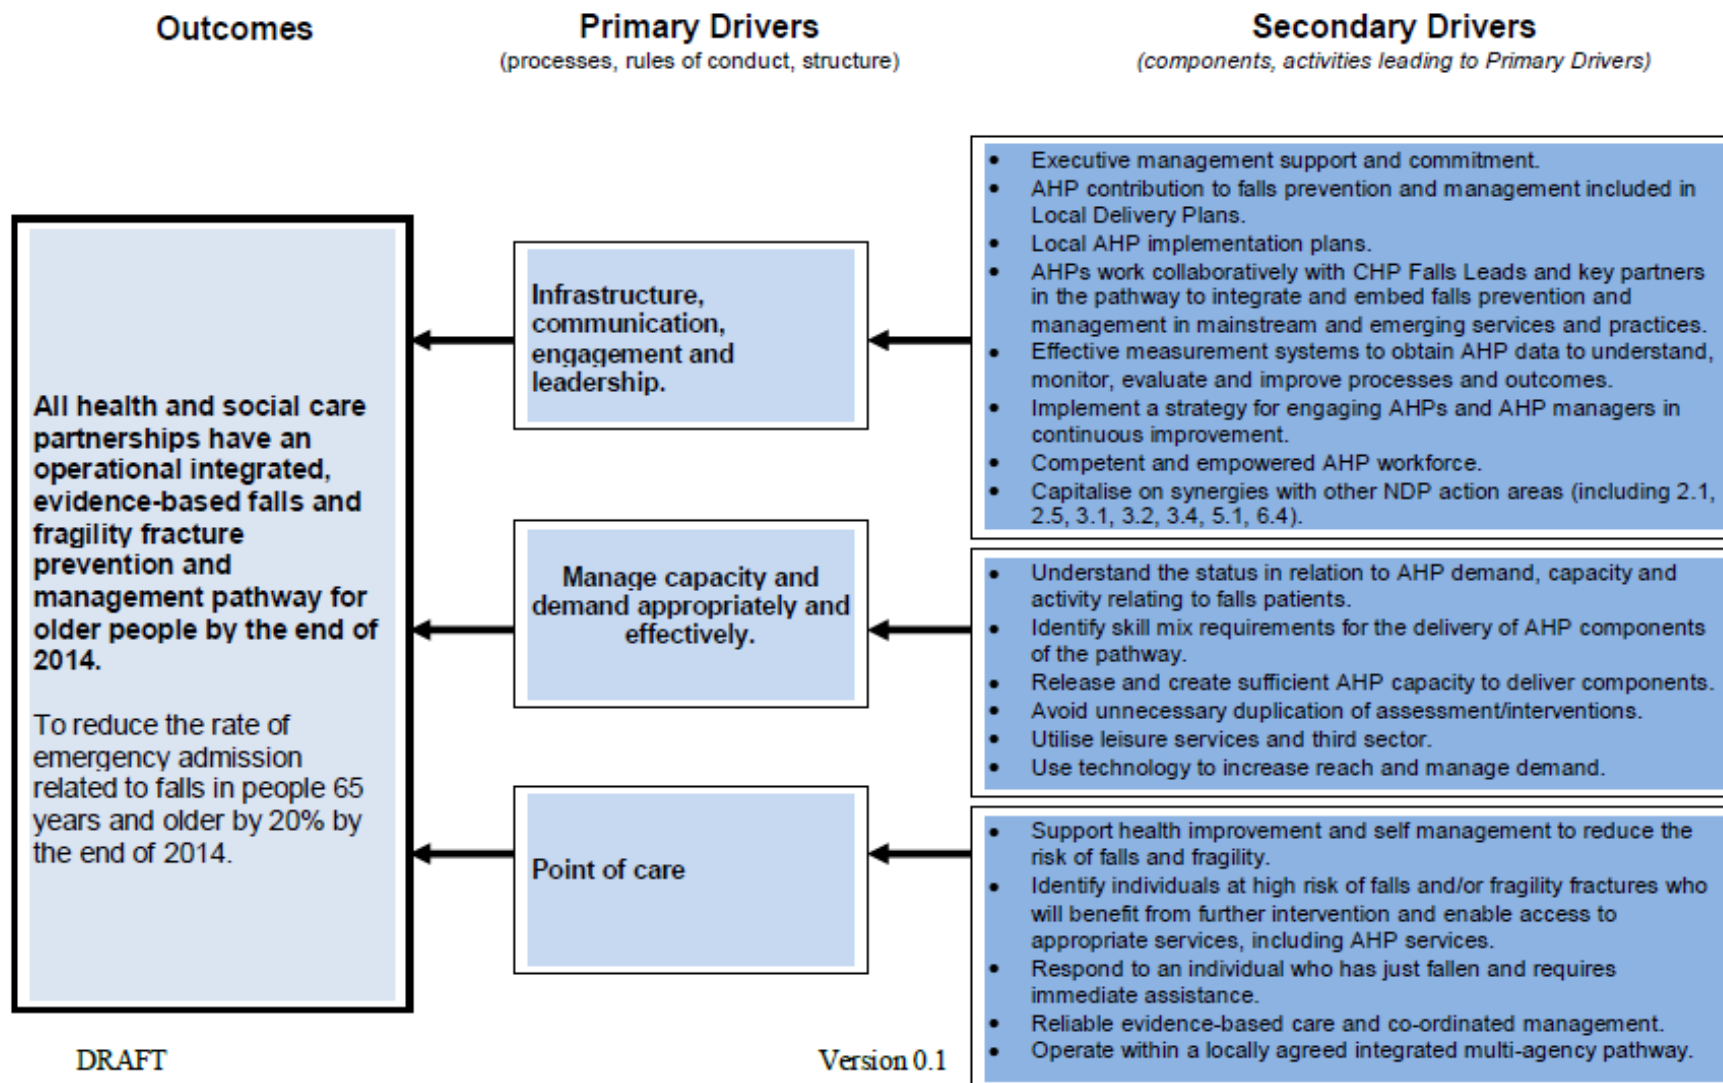 Outcomes
Primary Drivers
(processes, rules of conduct, structure)
Secondary Drivers
(components, activities leading to Primary Drivers)
All health and social care
partnerships have an
operational integrated,
evidence-based falls and
fragility fracture
prevention and
management pathway for
older people by the end of
2014.
To reduce the rate of
emergency admission
related to falls in people 65
years and older by 20% by
the end of 2014.
Infrastructure,
communication,
engagement and
leadership.
Manage capacity and
demand appropriately and
effectively.
Point of care
• Executive management support and commitment.
• AHP contribution to falls prevention and management included in
Local Delivery Plans.
• Local AHP implementation plans.
• AHPs work collaboratively with CHP Falls Leads and key partners
in the pathway to integrate and embed falls prevention and
management in mainstream and emerging services and practices.
• Effective measurement systems to obtain AHP data to understand,
monitor, evaluate and improve processes and outcomes.
• Implement a strategy for engaging AHPs and AHP managers in
continuous improvement.
• Competent and empowered AHP workforce.
• Capitalise on synergies with other NDP action areas (including 2.1,
2.5, 3.1, 3.2, 3.4, 5.1, 6.4).
• Understand the status in relation to AHP demand, capacity and
activity relating to falls patients.
• Identify skill mix requirements for the delivery of AHP components
of the pathway.
• Release and create sufficient AHP capacity to deliver components.
• Avoid unnecessary duplication of assessment/interventions.
• Utilise leisure services and third sector.
• Use technology to increase reach and manage demand.
• Support health improvement and self management to reduce the
risk of falls and fragility.
• Identify individuals at high risk of falls and/or fragility fractures who
will benefit from further intervention and enable access to
appropriate services, including AHP services.
• Respond to an individual who has just fallen and requires
immediate assistance.
• Reliable evidence-based care and co-ordinated management.
• Operate within a locally agreed integrated multi-agency pathway.
DRAFT
Version 0.1